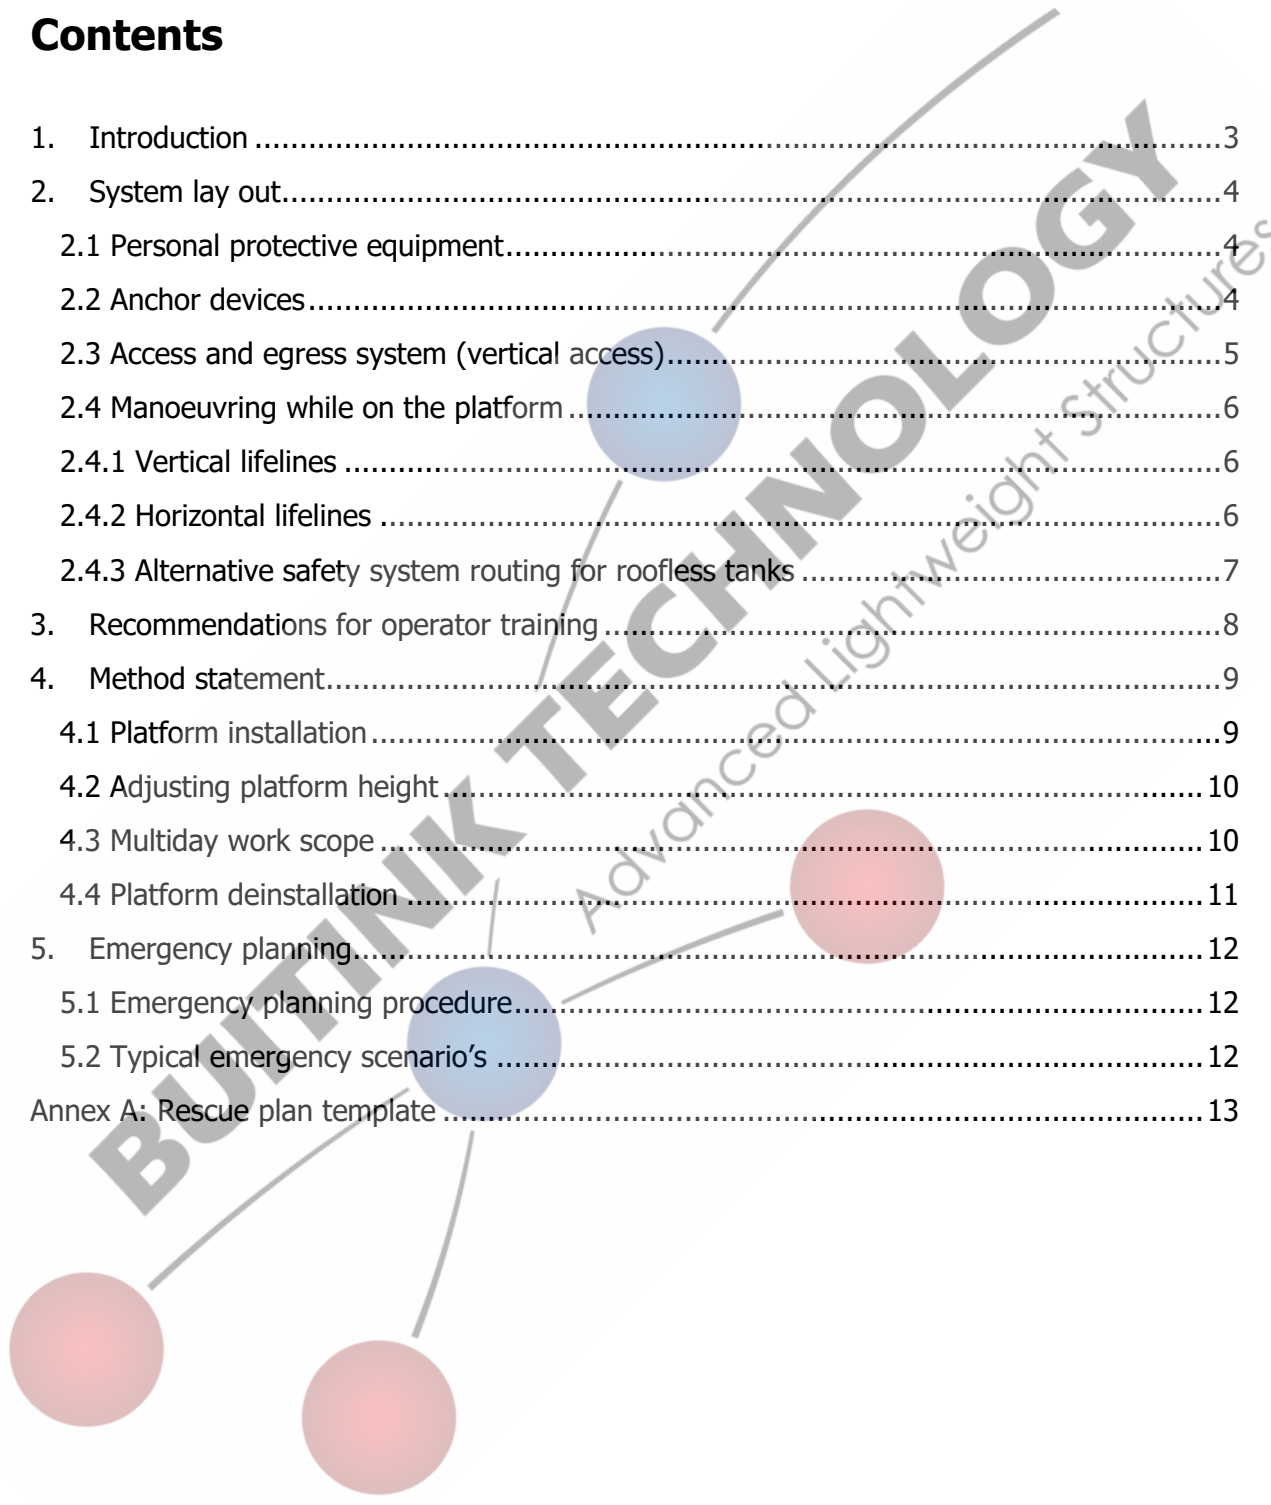 Contents
1. Introduction ........................................................................................................ 3
2. System lay out........................................................................................................ 4
2.1 Personal protective equipment........................................................................ 4
2.2 Anchor devices........................................................................................................ 4
2.3 Access and egress system (vertical access)........................................................ 5
2.4 Manoeuvring while on the platform ........................................................ 6
2.4.1 Vertical lifelines ........................................................................................ 6
2.4.2 Horizontal lifelines ........................................................................................ 6
2.4.3 Alternative safety system routing for roofless tanks ........................................ 7
3. Recommendations for operator training ........................................................ 8
4. Method statement........................................................................................................ 9
4.1 Platform installation ........................................................................................ 9
4.2 Adjusting platform height ........................................................................ 10
4.3 Multiday work scope ........................................................................................ 10
4.4 Platform deinstallation ........................................................................ 11
5. Emergency planning........................................................................................ 12
5.1 Emergency planning procedure........................................................................ 12
5.2 Typical emergency scenario’s ........................................................................ 12
Annex A: Rescue plan template ........................................................................ 13
BUITINK TECHNOLOGY
Advanced Lightweight Structures